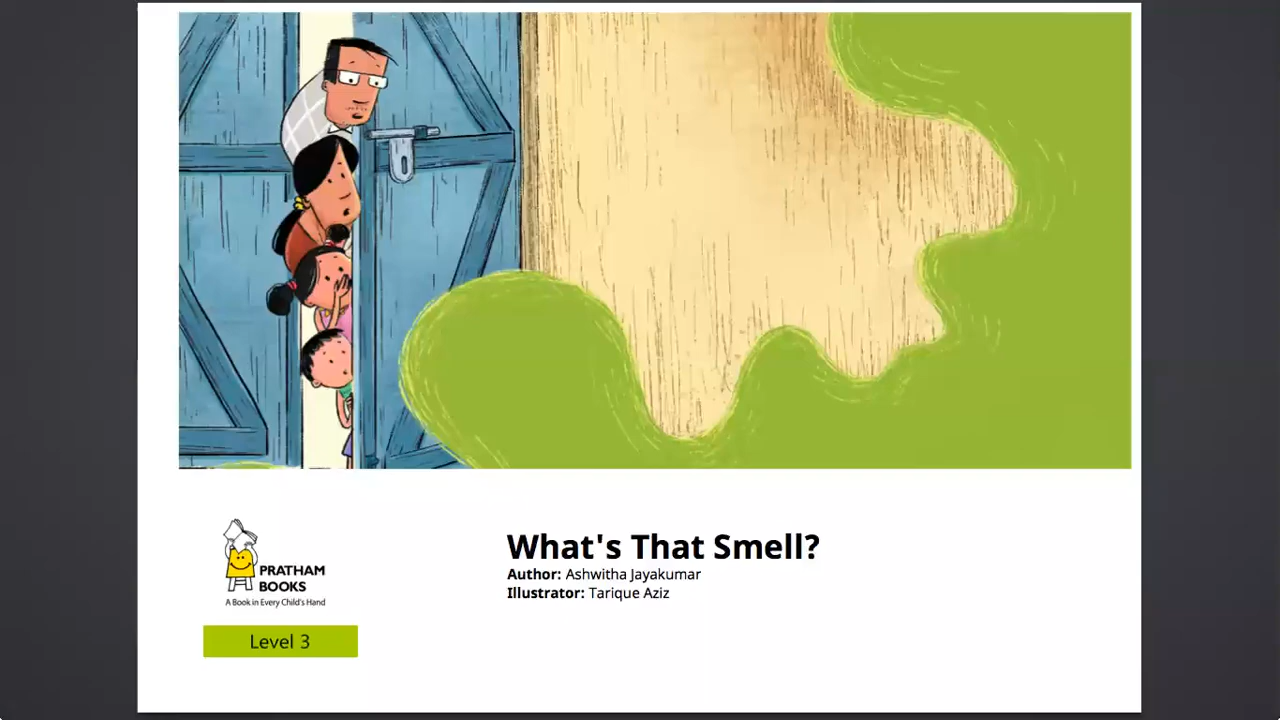 PRATHAM
BOOKS
A Book in Every Child's Hand
Level 3
What's That Smell?
Author: Ashwitha Jayakumar
Illustrator: Tarique Aziz